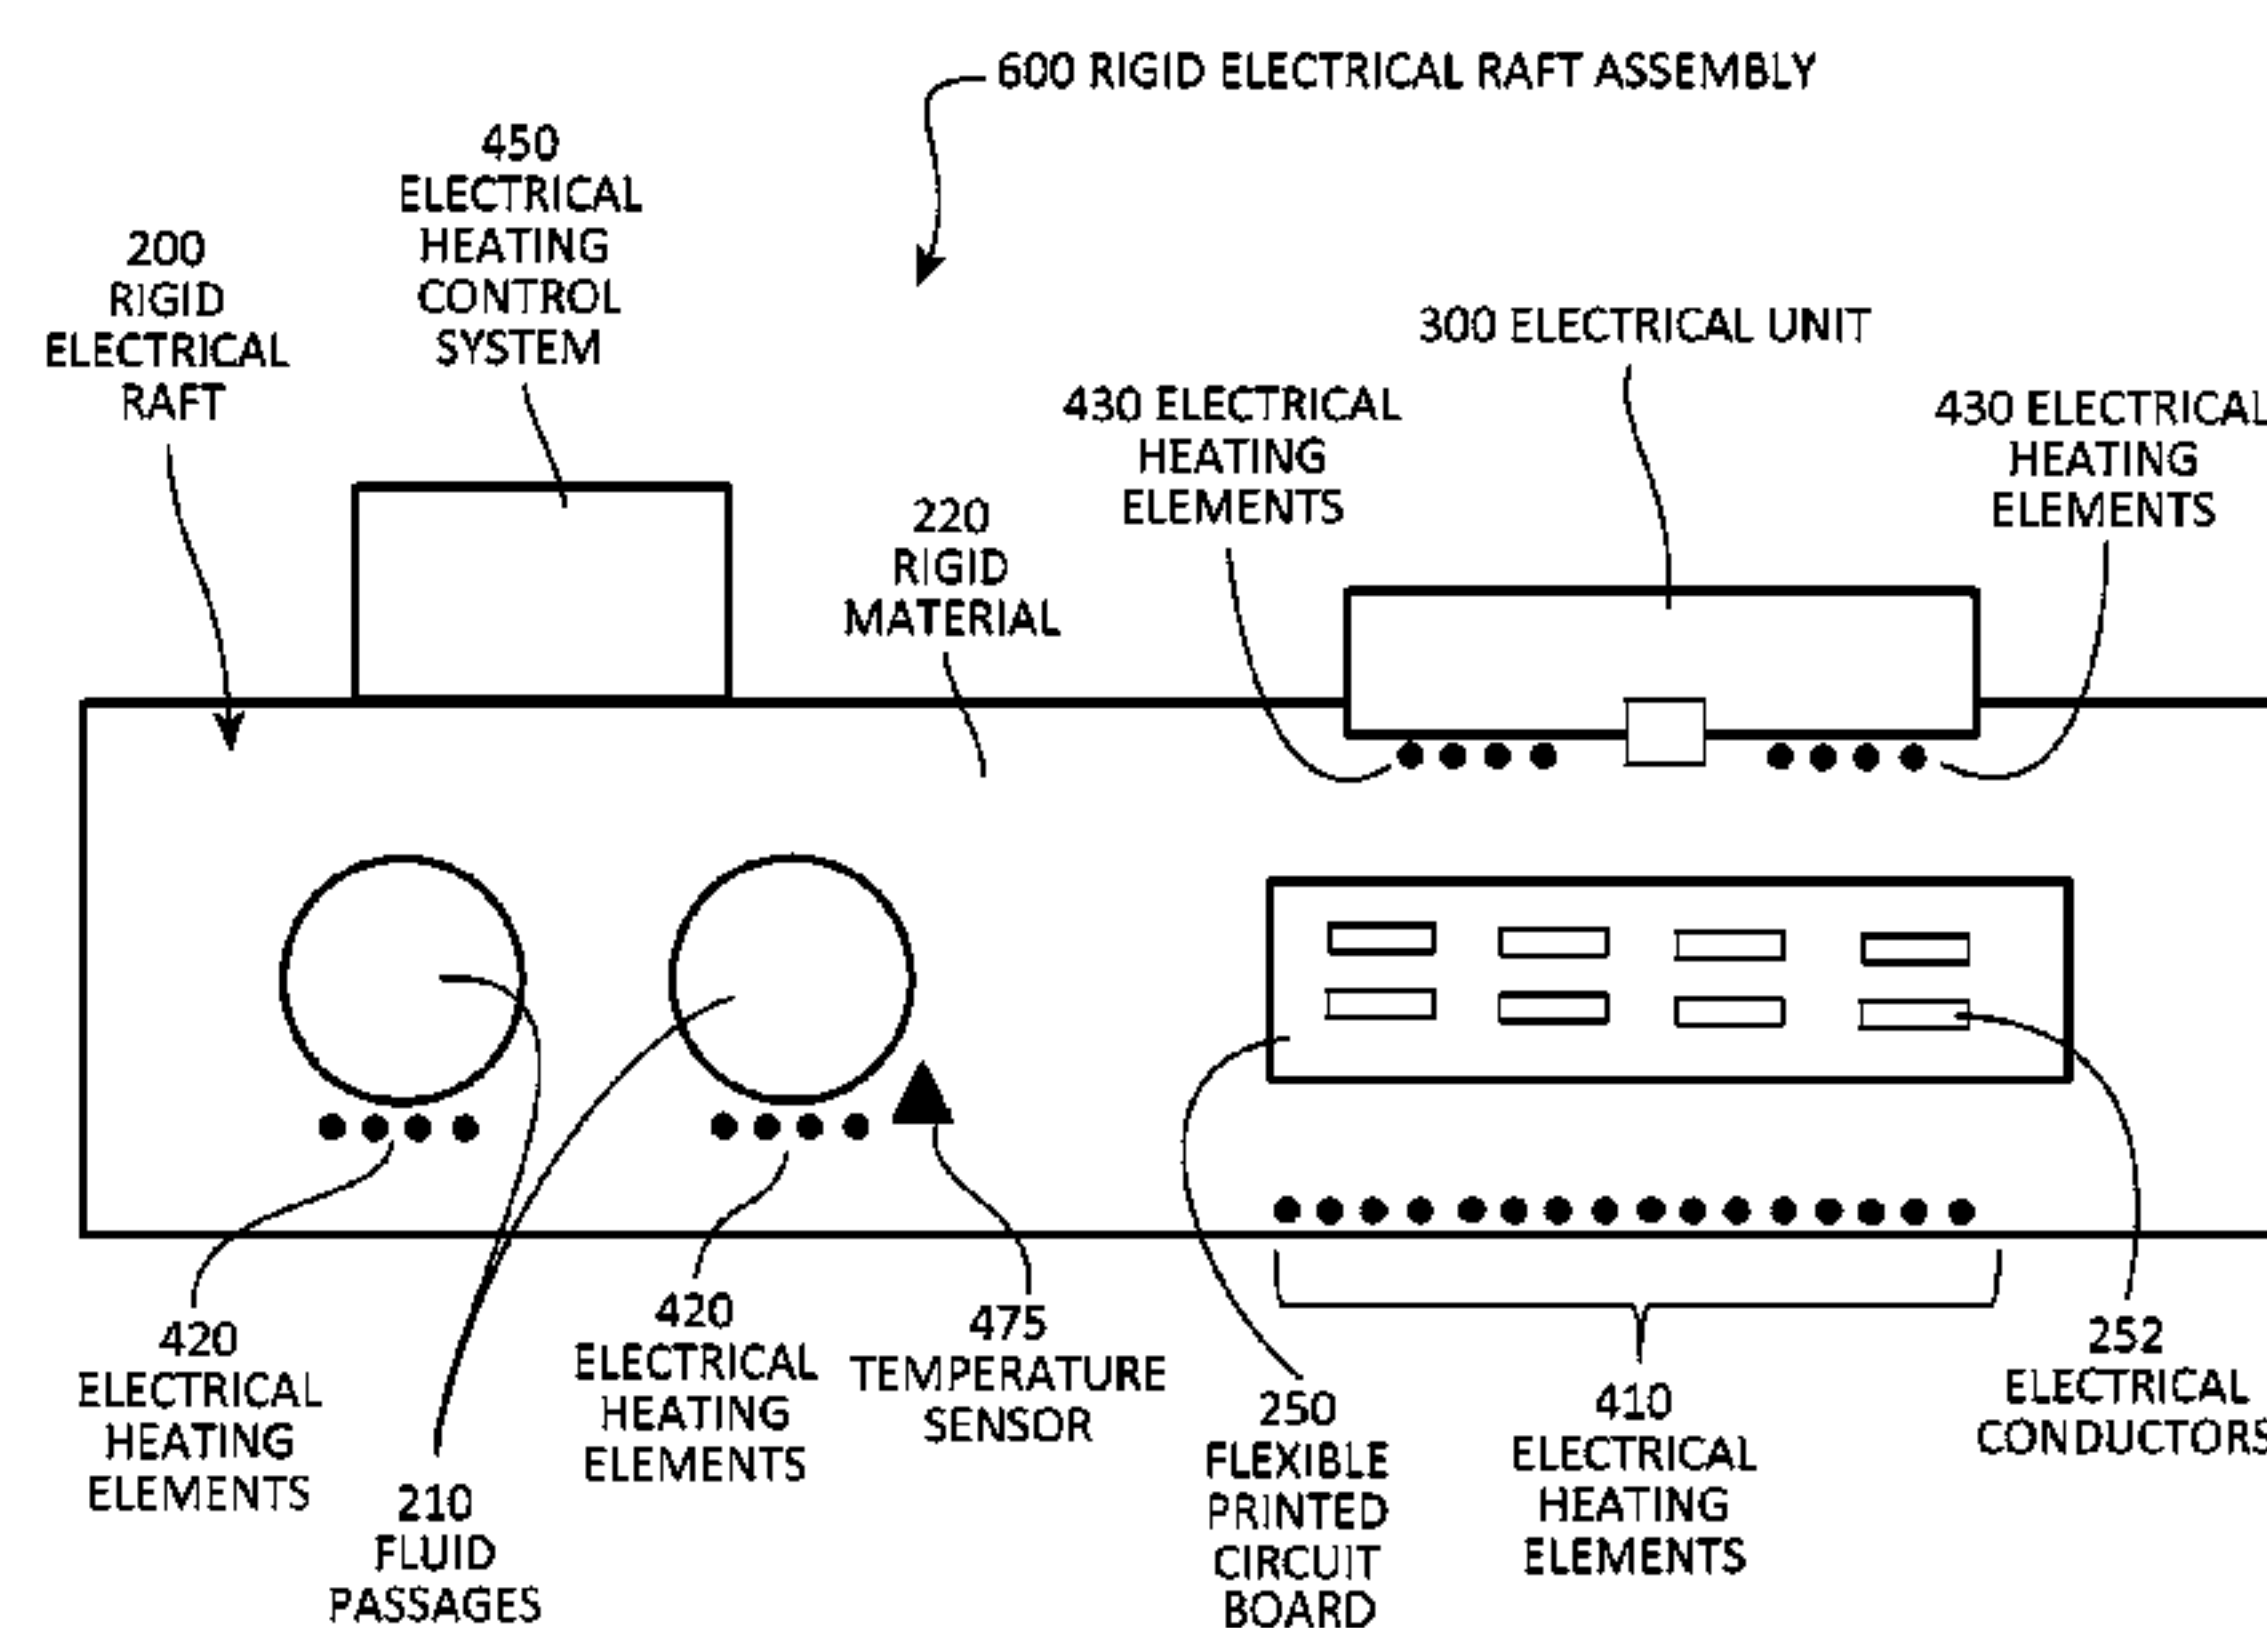 600 RIGID ELECTRICAL RAFT ASSEMBLY
450
ELECTRICAL
HEATING
CONTROL
SYSTEM
200
RIGID
ELECTRICAL
RAFT
300 ELECTRICAL UNIT
430 ELECTRICAL
HEATING
ELEMENTS
430 ELECTRICAL
HEATING
ELEMENTS
220
RIGID
MATERIAL
420
ELECTRICAL
HEATING
ELEMENTS
210
FLUID
PASSAGES
420
ELECTRICAL
HEATING
ELEMENTS
475
TEMPERATURE
SENSOR
250
FLEXIBLE
PRINTED
CIRCUIT
BOARD
410
ELECTRICAL
HEATING
ELEMENTS
252
ELECTRICAL
CONDUCTORS